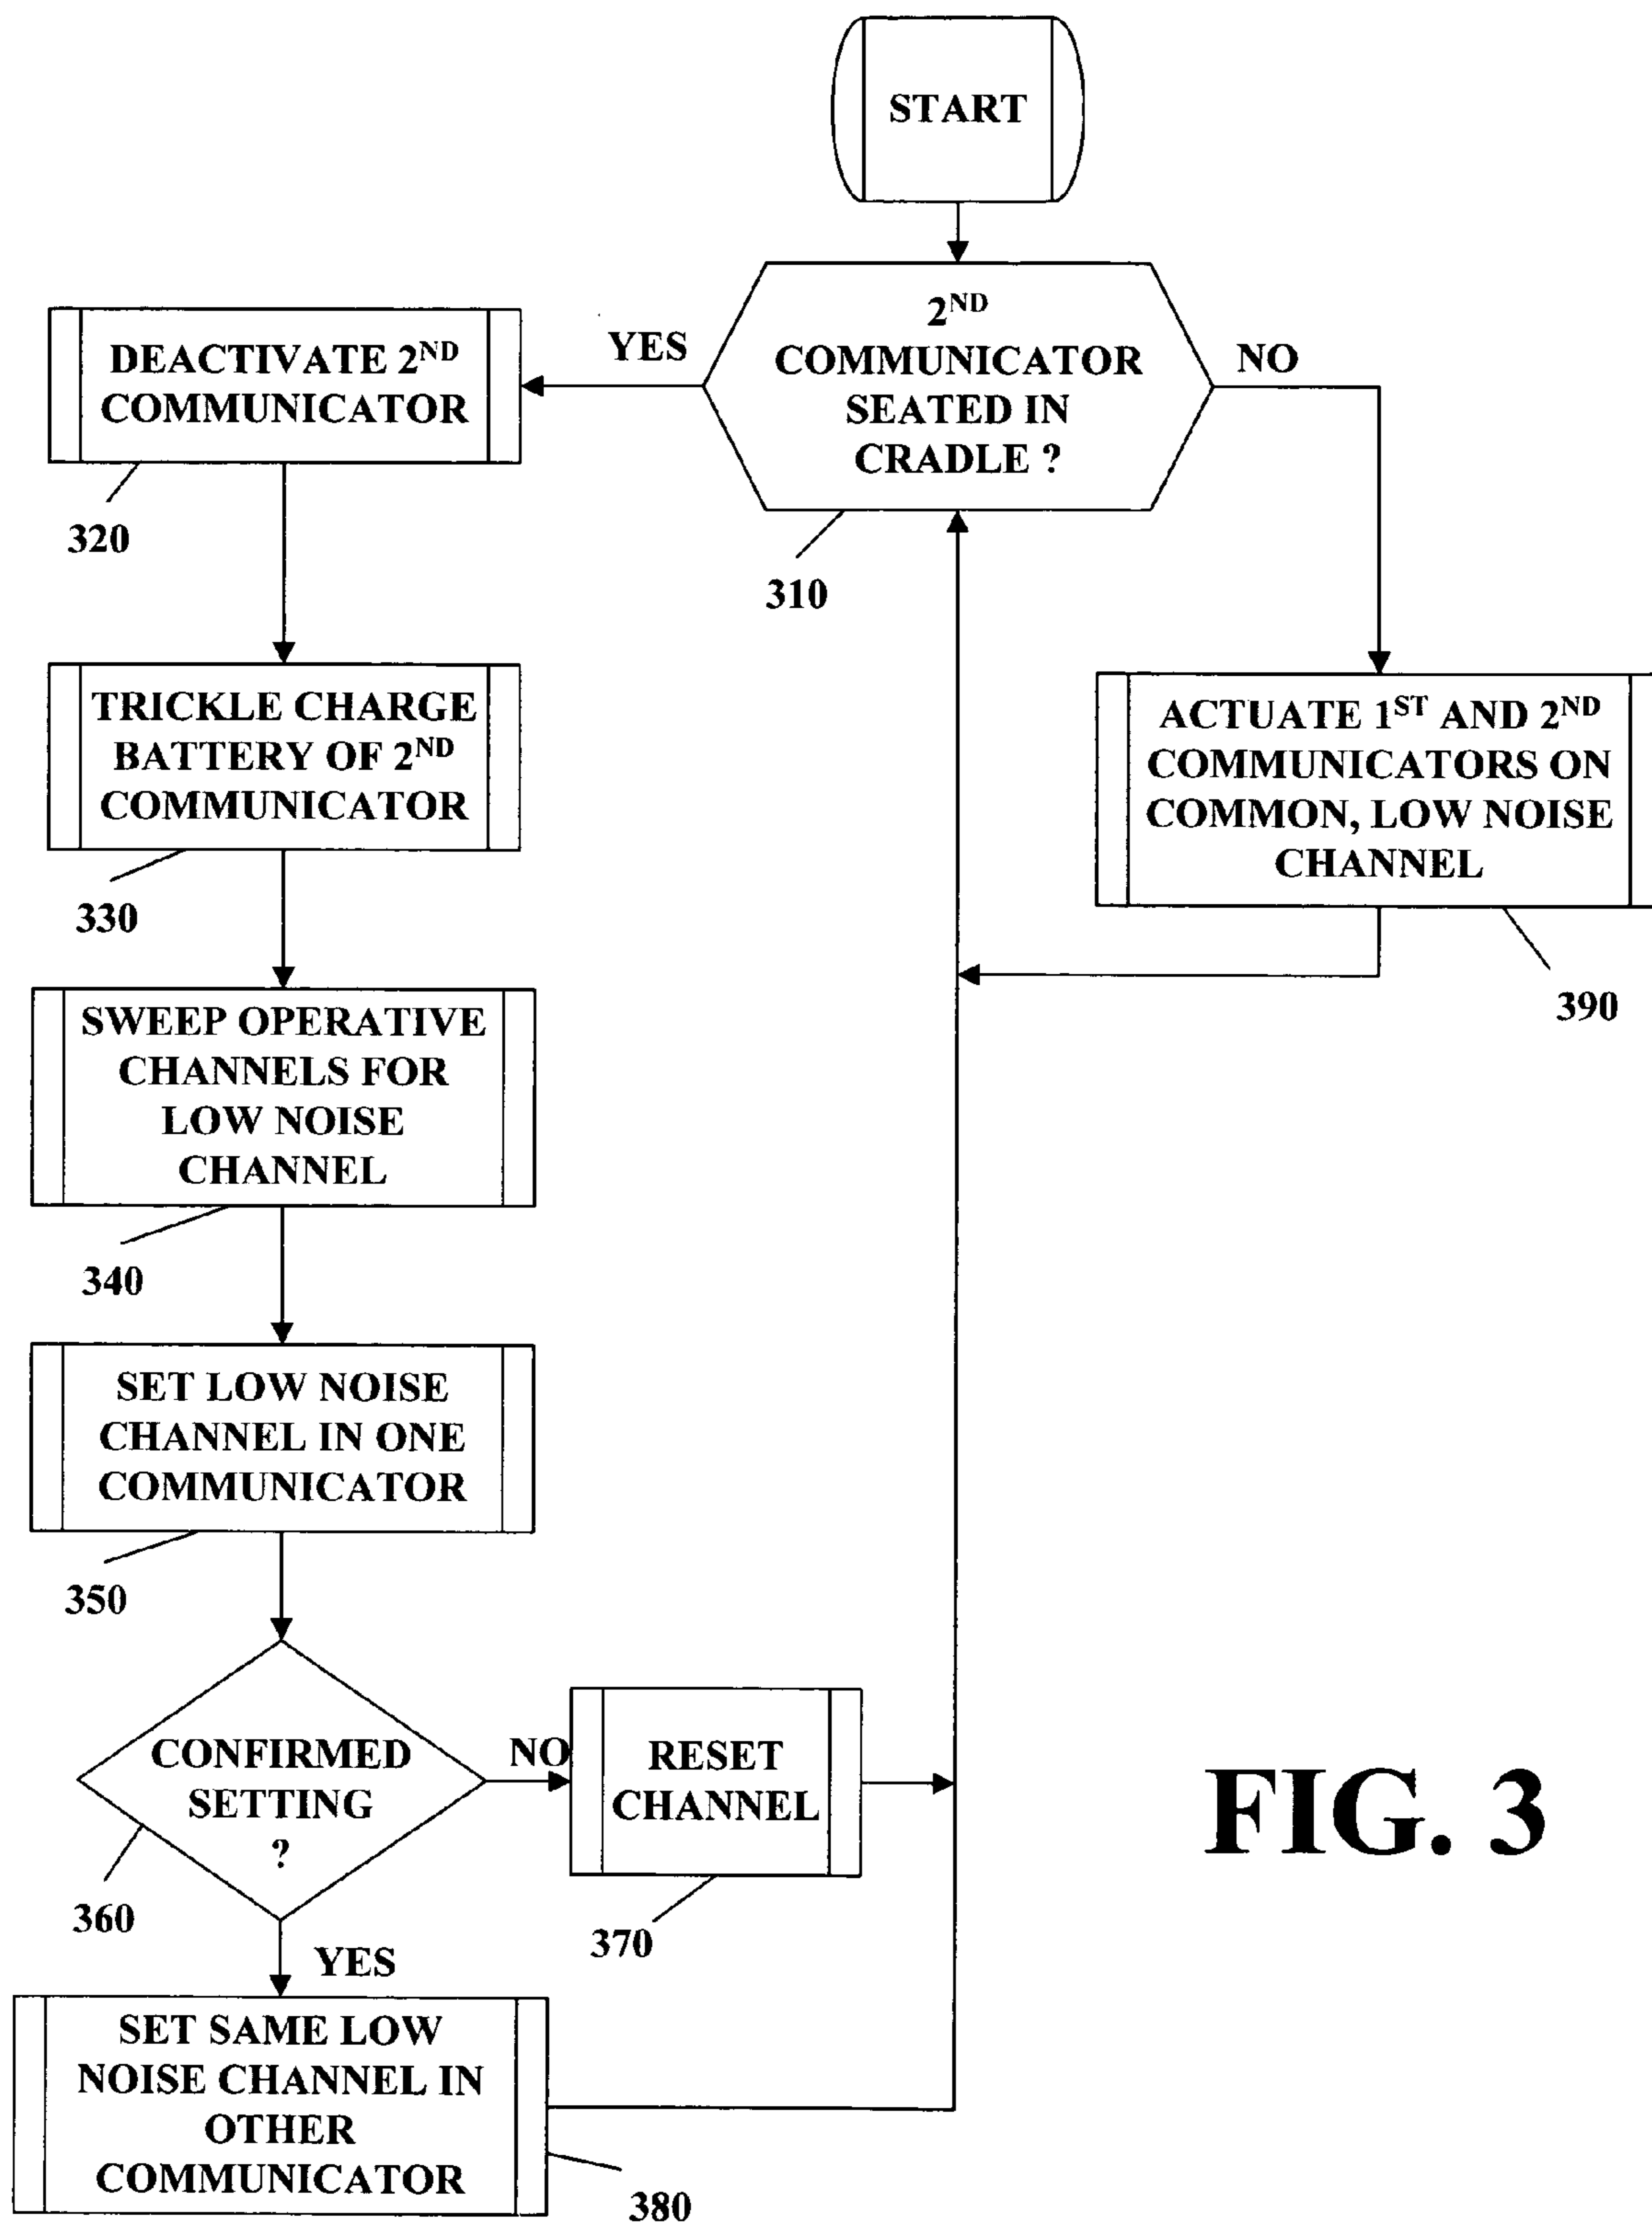 START
2ND
COMMUNICATOR
SEATED IN
CRADLE ?
310
YES
NO
DEACTIVATE 2ND
COMMUNICATOR
320
TRICKLE CHARGE
BATTERY OF 2ND
COMMUNICATOR
330
ACTUATE 1ST AND 2ND
COMMUNICATORS ON
COMMON, LOW NOISE
CHANNEL
390
SWEEP OPERATIVE
CHANNELS FOR
LOW NOISE
CHANNEL
340
SET LOW NOISE
CHANNEL IN ONE
COMMUNICATOR
350
CONFIRMED
SETTING
?
360
NO
RESET
CHANNEL
370
YES
SET SAME LOW
NOISE CHANNEL IN
OTHER
COMMUNICATOR
380
FIG. 3